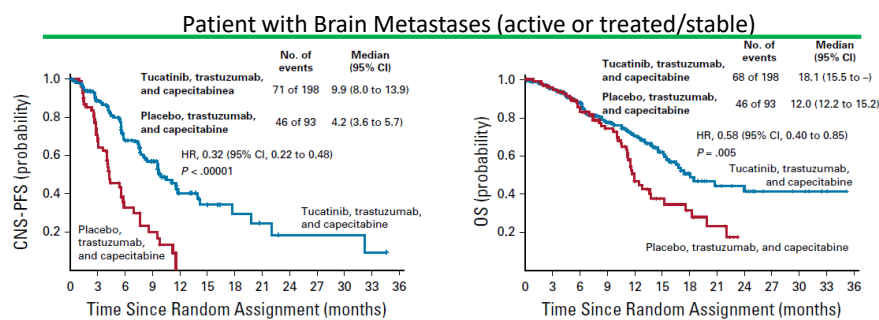 Patient with Brain Metastases (active or treated/stable)
No. of events
Median (95% CI)
Tucatinib, trastuzumab, and capecitabinea 71 of 198 9.9 (8.0 to 13.9)
Placebo, trastuzumab, and capecitabine 46 of 93 4.2 (3.6 to 5.7)
HR, 0.32 (95% CI, 0.22 to 0.48)
P < .00001
Tucatinib, trastuzumab,
and capecitabine
Placebo,
trastuzumab,
and capecitabine
CNS-PFS (probability)
1.0
0.8
0.6
0.4
0.2
0 3 6 9 12 15 18 21 24 27 30 33 36
Time Since Random Assignment (months)
No. of events
Median (95% CI)
Tucatinib, trastuzumab, and capecitabine 68 of 198 18.1 (15.5 to –)
Placebo, trastuzumab, and capecitabine 46 of 93 12.0 (12.2 to 15.2)
HR, 0.58 (95% CI, 0.40 to 0.85)
P = .005
Tucatinib, trastuzumab,
and capecitabine
Placebo, trastuzumab, and capecitabine
OS (probability)
1.0
0.8
0.6
0.4
0.2
0 3 6 9 12 15 18 21 24 27 30 33 36
Time Since Random Assignment (months)